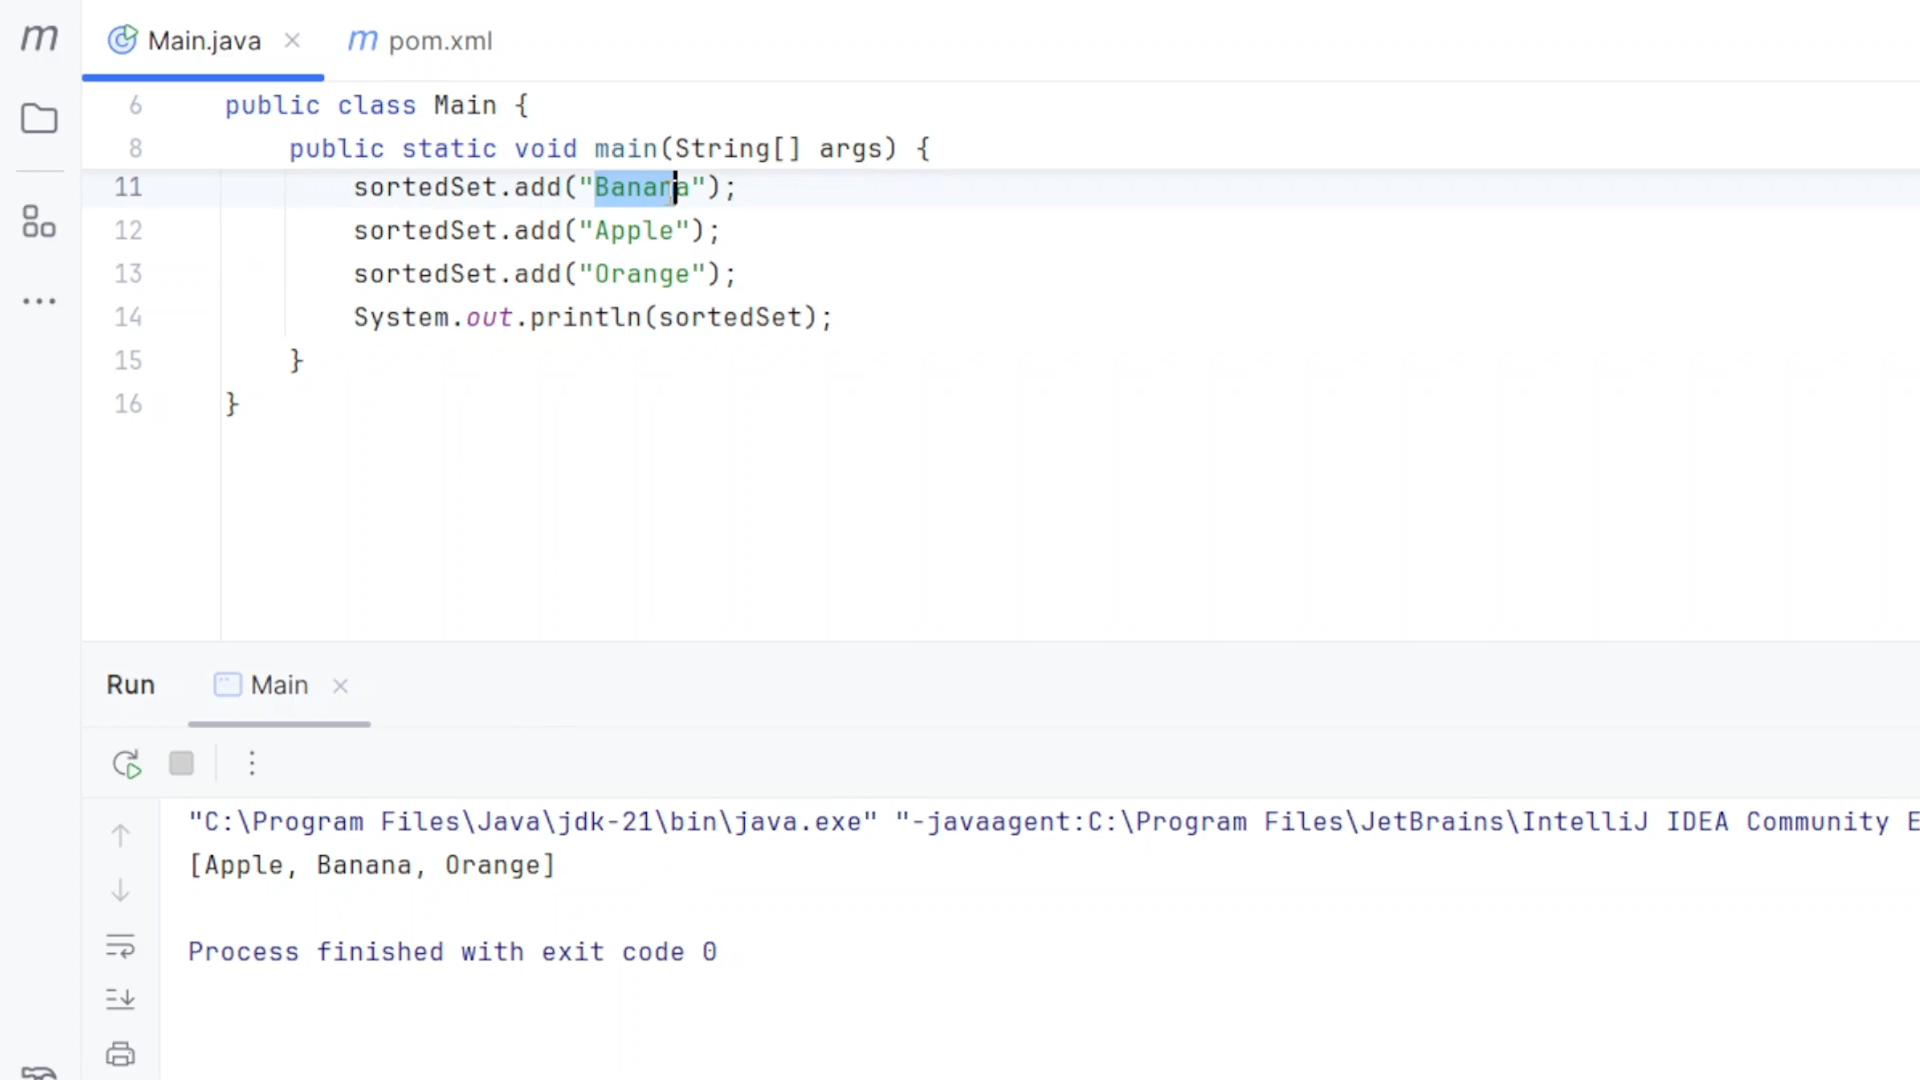 m
Main.java
m pom.xml
6 public class Main {
8 public static void main(String[] args) {
11 sortedSet.add("Banana");
12 sortedSet.add("Apple");
13 sortedSet.add("Orange");
14 System.out.println(sortedSet);
15 }
16 }
Run Main
"C:\Program Files\Java\jdk-21\bin\java.exe" "-javaagent:C:\Program Files\JetBrains\IntelliJ IDEA Community E
[Apple, Banana, Orange]
Process finished with exit code 0